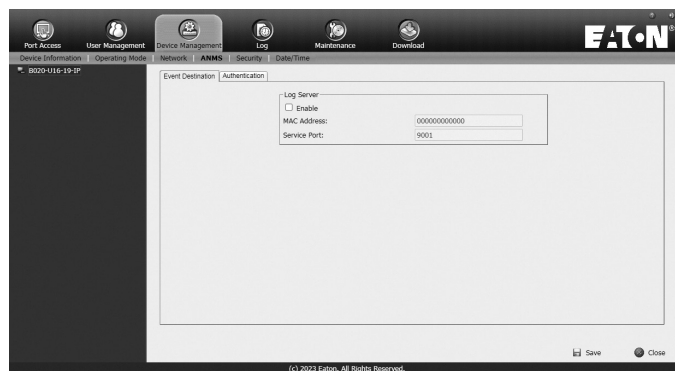 EATON®
Port Access User Management Device Management Log Maintenance Download
Device Information Operating Mode Network ANMS Security Date/Time
B020-U16-19-IP
Event Destination Authentication
Log Server
Enable
MAC Address: 000000000000
Service Port: 9001
Save Close
(c) 2023 Eaton. All Rights Reserved.